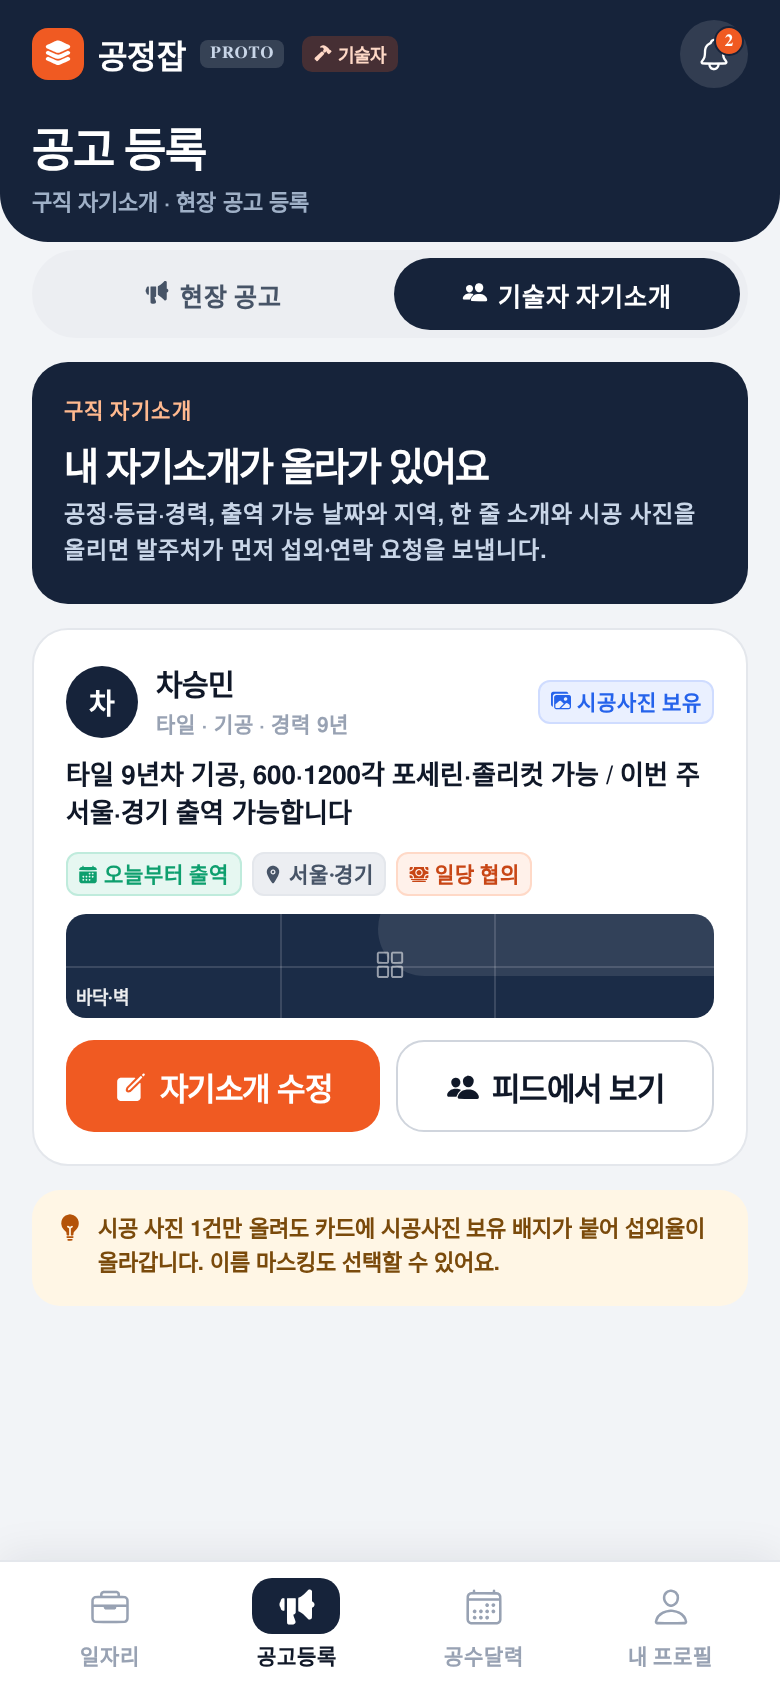 공정잡 PROTO 기술자 2
공고 등록
구직 자기소개 · 현장 공고 등록
현장 공고 기술자 자기소개
구직 자기소개
내 자기소개가 올라가 있어요
공정·등급·경력, 출역 가능 날짜와 지역, 한 줄 소개와 시공 사진을
올리면 발주처가 먼저 섭외·연락 요청을 보냅니다.
차 차승민 시공사진 보유
타일 · 기공 · 경력 9년
타일 9년차 기공, 600·1200각 포세린·졸리컷 가능 / 이번 주
서울·경기 출역 가능합니다
오늘부터 출역 서울·경기 일당 협의
바닥·벽
자기소개 수정 피드에서 보기
시공 사진 1건만 올려도 카드에 시공사진 보유 배지가 붙어 섭외율이
올라갑니다. 이름 마스킹도 선택할 수 있어요.
일자리 공고등록 공수달력 내 프로필